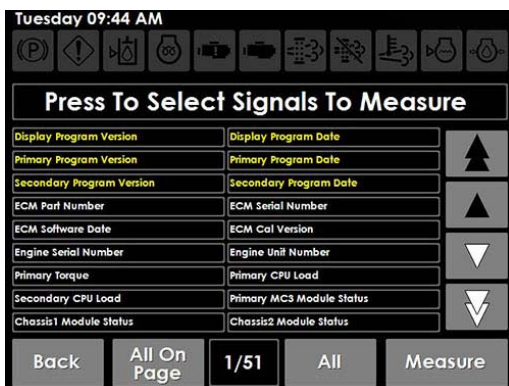 Tuesday 09:44 AM
(P)
Press To Select Signals To Measure
Display Program Version Display Program Date
Primary Program Version Primary Program Date
Secondary Program Version Secondary Program Date
ECM Part Number ECM Serial Number
ECM Software Date ECM Cal Version
Engine Serial Number Engine Unit Number
Primary Torque Primary CPU Load
Secondary CPU Load Primary MC3 Module Status
Chassis1 Module Status Chassis2 Module Status
Back All On Page 1/51 All Measure